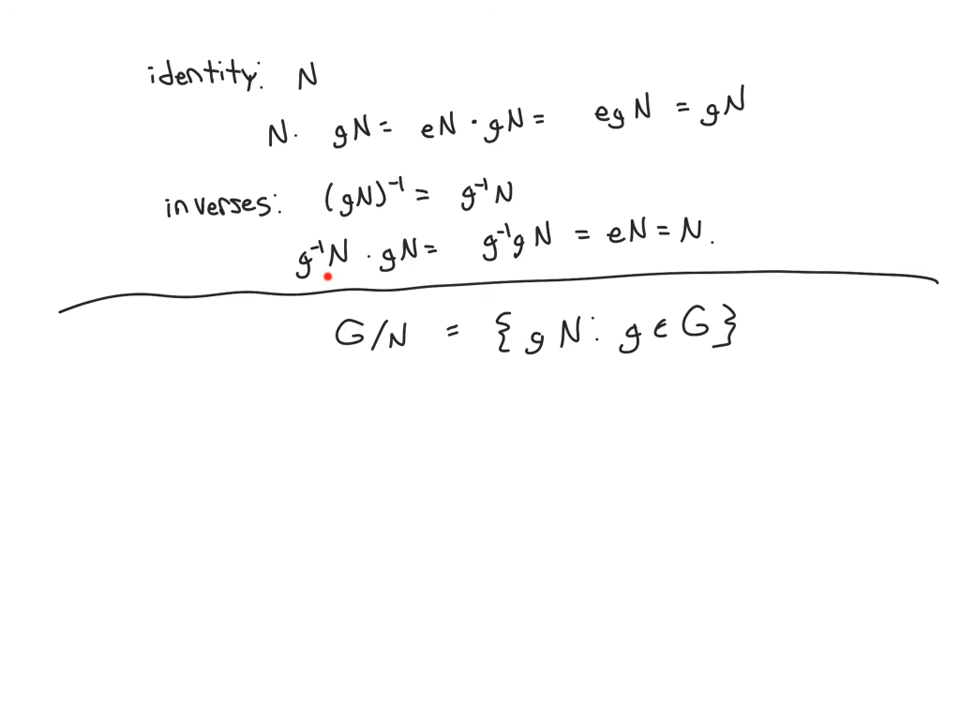 identity: N
N · gN = eN · gN = egN = gN
inverses: (gN)⁻¹ = g⁻¹N
g⁻¹N · gN = g⁻¹gN = eN = N.
G/N = {gN : g ∈ G}